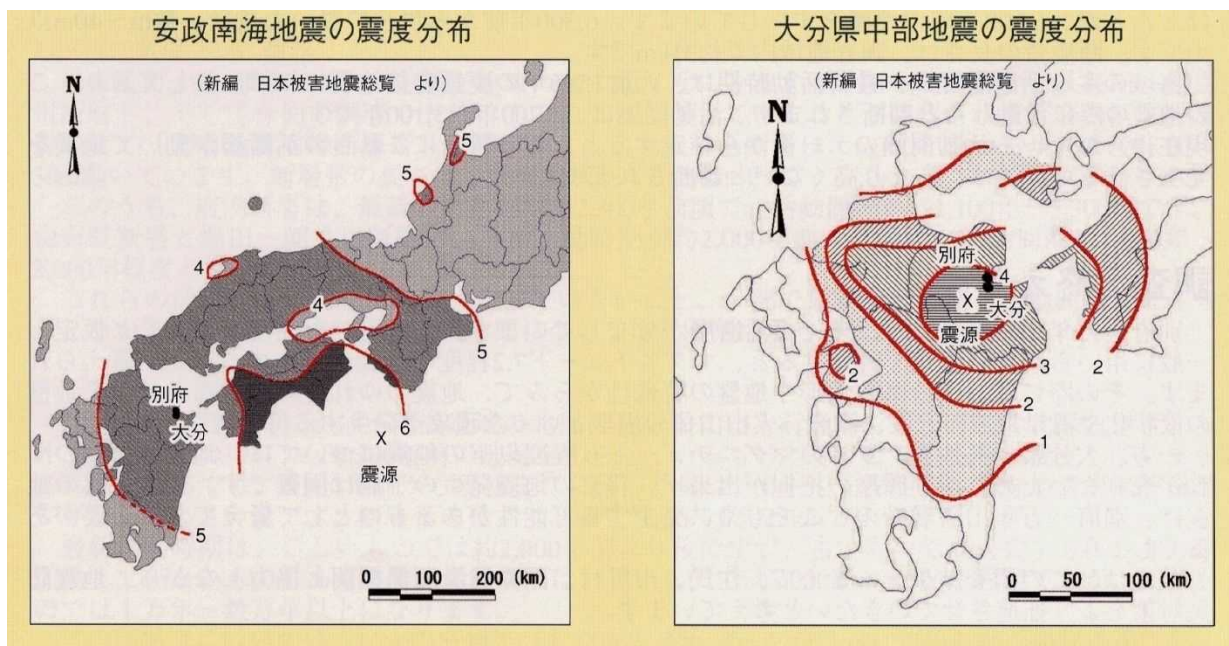 安政南海地震の震度分布
N
(新編 日本被害地震総覧 より)
5
5
4
4
5
別府
大分
6
X
震源
5
0 100 200 (km)
大分県中部地震の震度分布
N
(新編 日本被害地震総覧 より)
別府
4
X
大分
震源
2
2
3
2
1
0 50 100 (km)